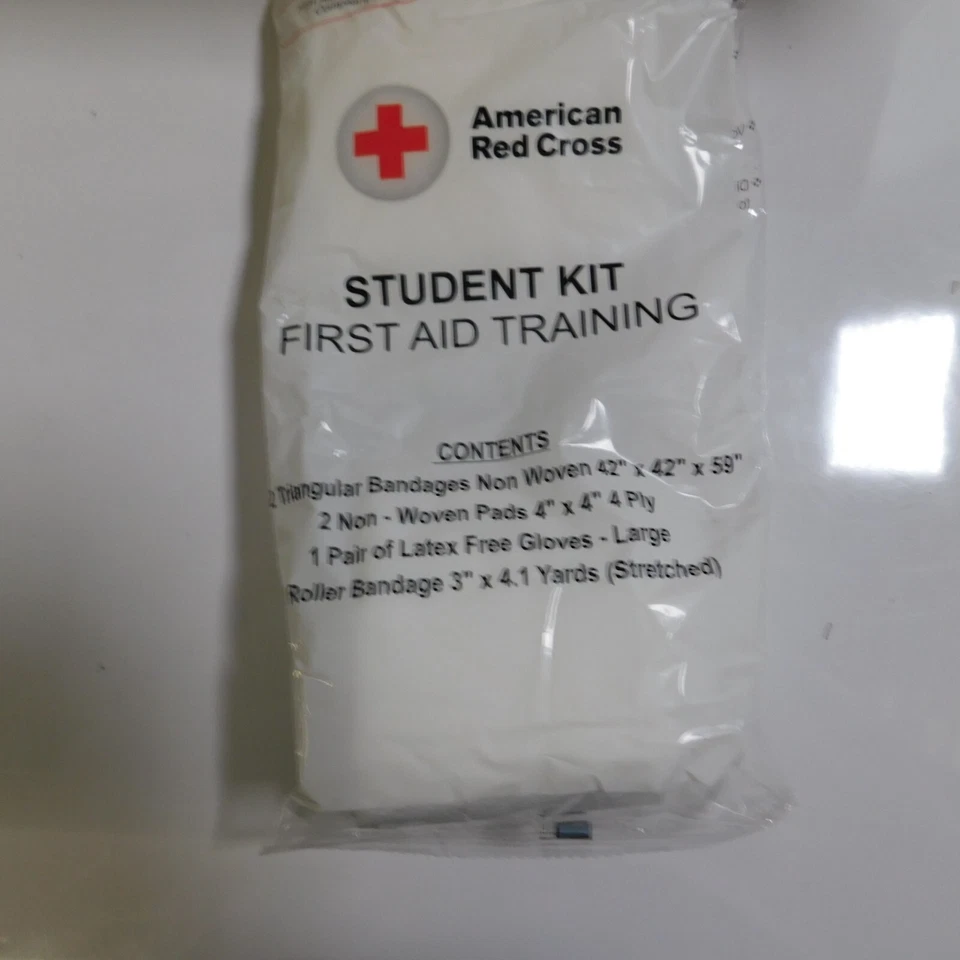 American
Red Cross
STUDENT KIT
FIRST AID TRAINING
CONTENTS
2 Triangular Bandages Non Woven 42" x 42" x 59"
2 Non - Woven Pads 4" x 4" 4 Ply
1 Pair of Latex Free Gloves - Large
Roller Bandage 3" x 4.1 Yards (Stretched)